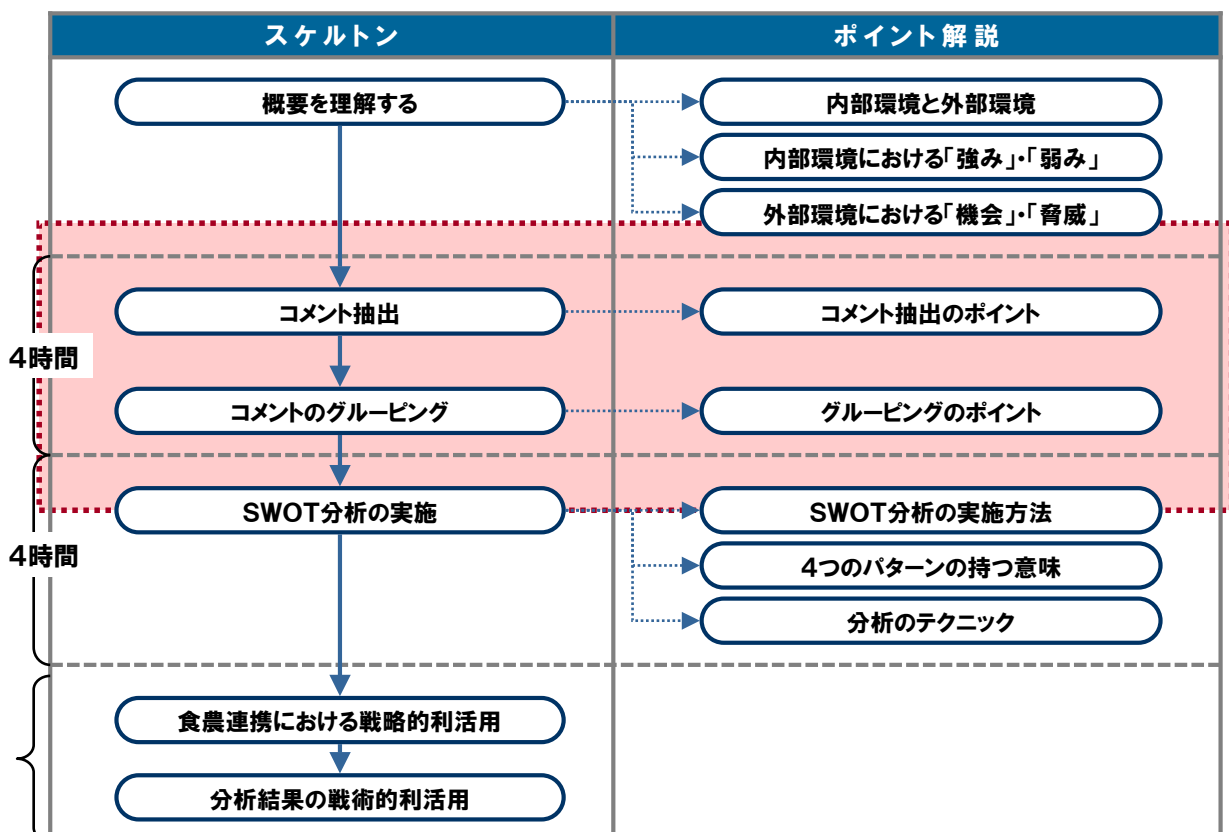 スケルトン
ポイント解説
概要を理解する
内部環境と外部環境
内部環境における「強み」・「弱み」
外部環境における「機会」・「脅威」
コメント抽出
コメント抽出のポイント
4時間
コメントのグルーピング
グルーピングのポイント
SWOT分析の実施
SWOT分析の実施方法
4時間
4つのパターンの持つ意味
分析のテクニック
食農連携における戦略的利活用
分析結果の戦術的利活用